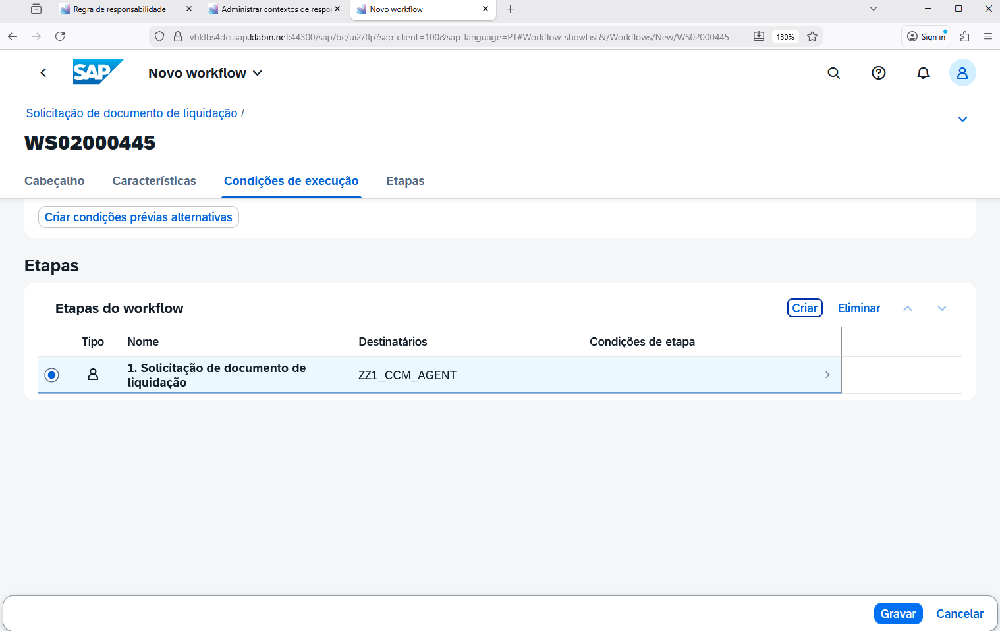 Regra de responsabilidade
Administrar contextos de respo
Novo workflow
vhklbs4dci.sap.klabin.net:44300/sap/bc/ui2/flp?sap-client=100&sap-language=PT#Workflow-showList&/Workflows/New/WS02000445
130%
Sign in
SAP
Novo workflow
Solicitação de documento de liquidação /
WS02000445
Cabeçalho
Características
Condições de execução
Etapas
Criar condições prévias alternativas
Etapas
Etapas do workflow
Criar
Eliminar
Tipo
Nome
Destinatários
Condições de etapa
1. Solicitação de documento de
liquidação
ZZ1_CCM_AGENT
Gravar
Cancelar